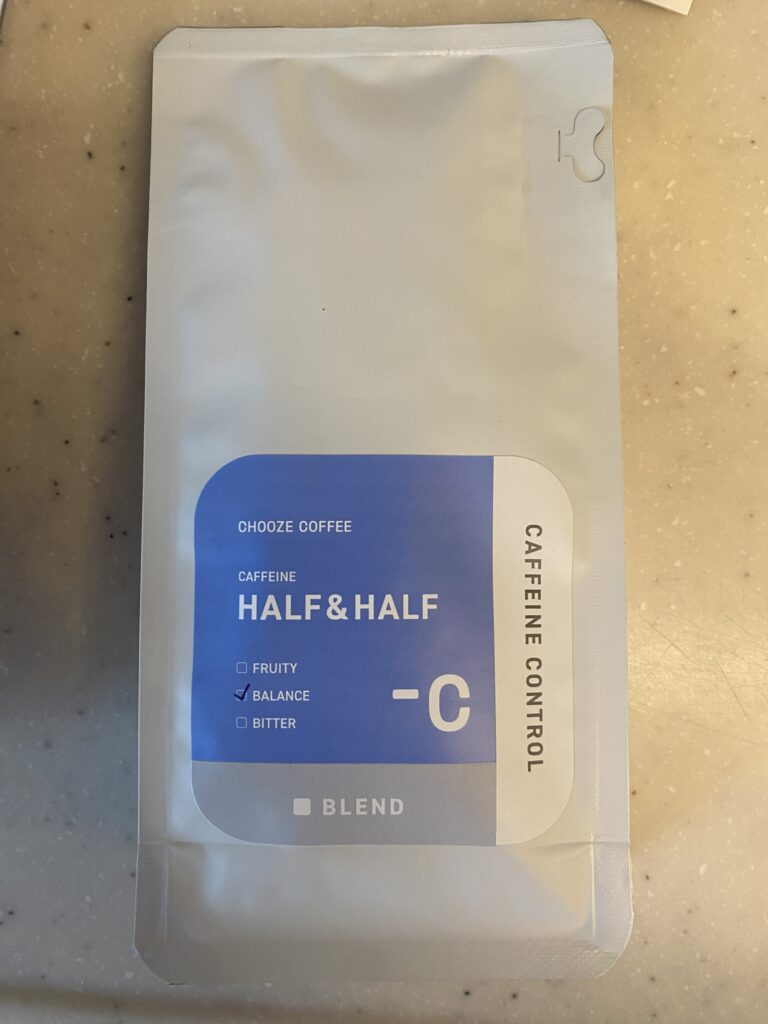 CHOOZE COFFEE
CAFFEINE
HALF & HALF
FRUITY
BALANCE
BITTER
-C
BLEND
CAFFEINE CONTROL